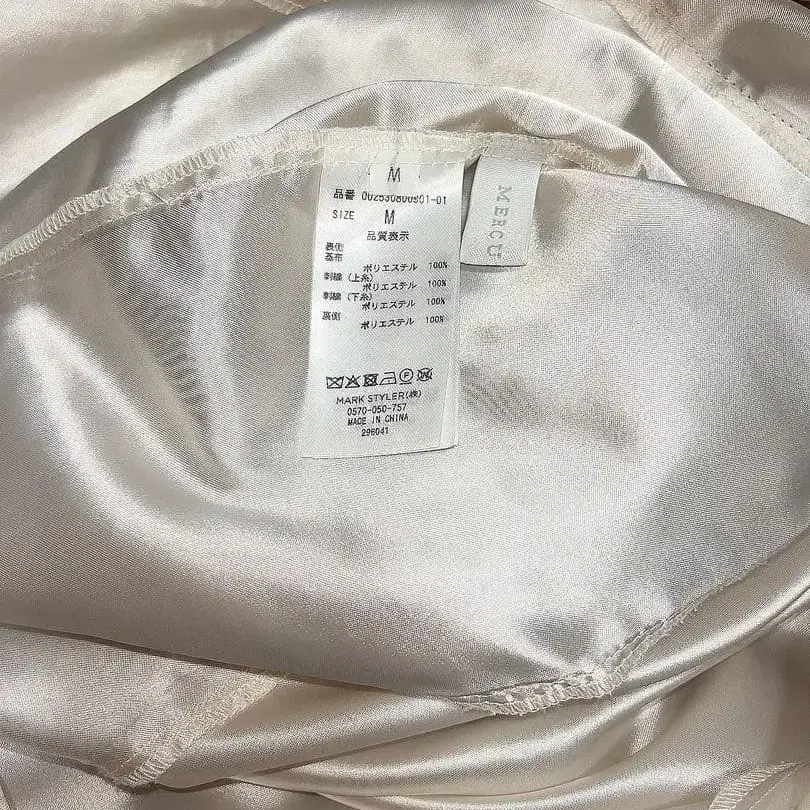 M
品番 002530800901-01
SIZE M
品質表示
表側
基布
ポリエステル 100%
刺繍(上糸)
ポリエステル 100%
刺繍(下糸)
ポリエステル 100%
裏側
ポリエステル 100%
MARK STYLER(株)
0570-050-757
MADE IN CHINA
296041
MERCU